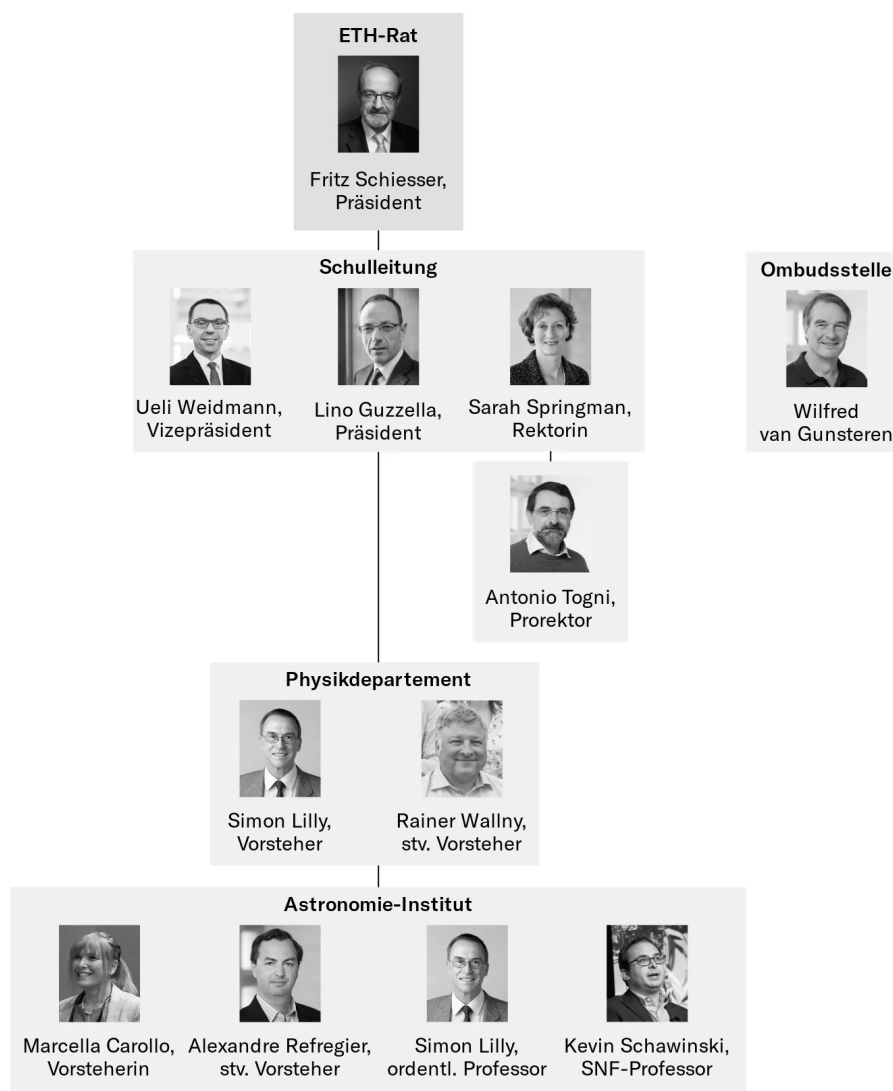 ETH-Rat
Fritz Schiesser,
Präsident
Schulleitung
Ueli Weidmann,
Vizepräsident
Lino Guzzella,
Präsident
Sarah Springman,
Rektorin
Ombudsstelle
Wilfred
van Gunsteren
Antonio Togni,
Prorektor
Physikdepartement
Simon Lilly,
Vorsteher
Rainer Wallny,
stv. Vorsteher
Astronomie-Institut
Marcella Carollo,
Vorsteherin
Alexandre Refregier,
stv. Vorsteher
Simon Lilly,
ordentl. Professor
Kevin Schawinski,
SNF-Professor